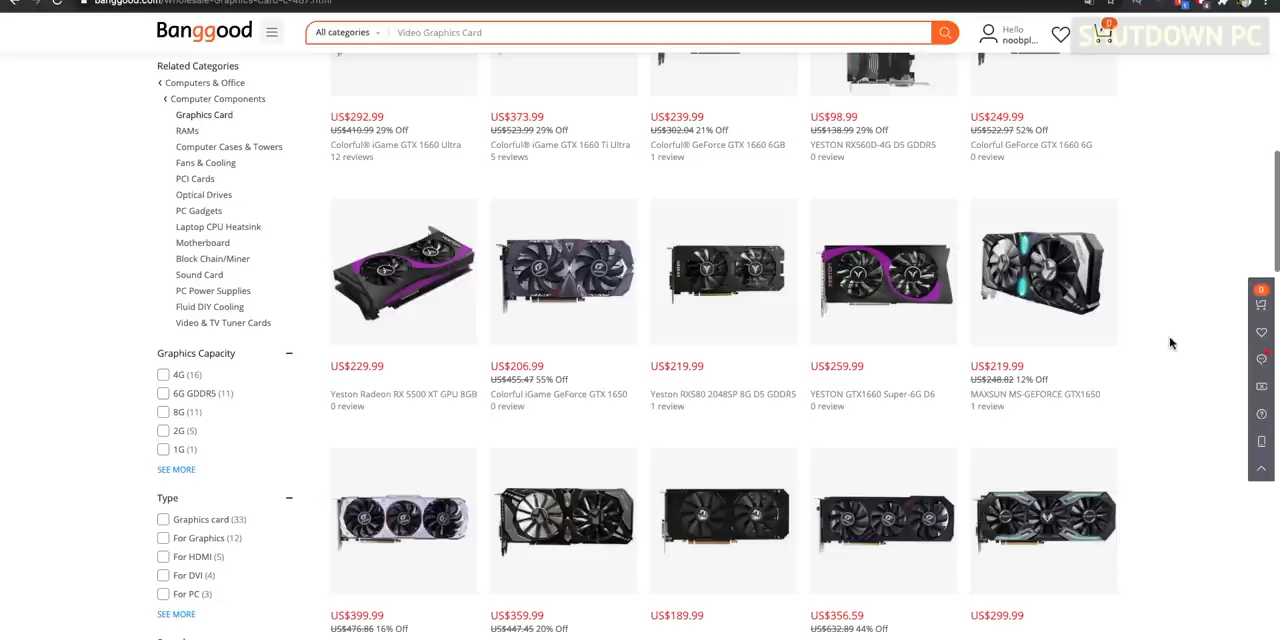 banggood.com/Wholesale-Graphics-Card-c-487.html
Banggood
All categories
Video Graphics Card
Hello
noobpl...
0
SHUTDOWN PC
Related Categories
Computers & Office
Computer Components
Graphics Card
RAMs
Computer Cases & Towers
Fans & Cooling
PCI Cards
Optical Drives
PC Gadgets
Laptop CPU Heatsink
Motherboard
Block Chain/Miner
Sound Card
PC Power Supplies
Fluid DIY Cooling
Video & TV Tuner Cards
Graphics Capacity
4G (16)
6G GDDR5 (11)
8G (11)
2G (5)
1G (1)
SEE MORE
Type
Graphics card (33)
For Graphics (12)
For HDMI (5)
For DVI (4)
For PC (3)
SEE MORE
US$292.99
US$410.99 29% Off
Colorful® iGame GTX 1660 Ultra
12 reviews
US$373.99
US$523.99 29% Off
Colorful® iGame GTX 1660 Ti Ultra
5 reviews
US$239.99
US$302.04 21% Off
Colorful® GeForce GTX 1660 6GB
1 review
US$98.99
US$138.99 29% Off
YESTON RX560D-4G D5 GDDR5
0 review
US$249.99
US$522.97 52% Off
Colorful GeForce GTX 1660 6G
0 review
US$229.99
Yeston Radeon RX 5500 XT GPU 8GB
0 review
US$206.99
US$455.47 55% Off
Colorful iGame GeForce GTX 1650
0 review
US$219.99
Yeston RX580 2048SP 8G D5 GDDR5
1 review
US$259.99
YESTON GTX1660 Super-6G D6
0 review
US$219.99
US$248.82 12% Off
MAXSUN MS-GEFORCE GTX1650
1 review
US$399.99
US$476.86 16% Off
US$359.99
US$447.45 20% Off
US$189.99
US$356.59
US$632.89 44% Off
US$299.99
0